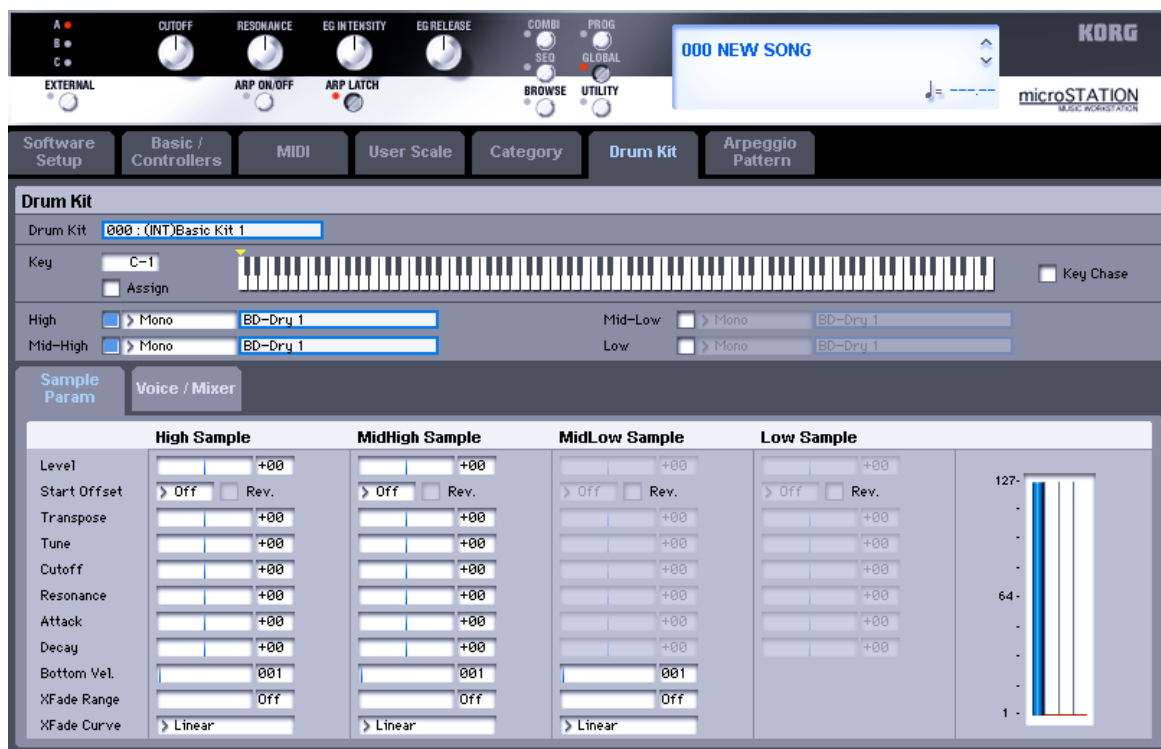 A
B
C
CUTOFF RESONANCE EG INTENSITY EG RELEASE
COMBI PROG
SEQ GLOBAL
EXTERNAL ARP ON/OFF ARP LATCH BROWSE UTILITY
000 NEW SONG
♩= ---.--
KORG
microSTATION
MUSIC WORKSTATION
Software Setup Basic / Controllers MIDI User Scale Category Drum Kit Arpeggio Pattern
Drum Kit
Drum Kit 000 : (INT)Basic Kit 1
Key C-1
Assign
Key Chase
High > Mono BD-Dry 1 Mid-Low > Mono BD-Dry 1
Mid-High > Mono BD-Dry 1 Low > Mono BD-Dry 1
Sample Param Voice / Mixer
High Sample MidHigh Sample MidLow Sample Low Sample
Level +00 +00 +00 +00
Start Offset > Off Rev. > Off Rev. > Off Rev. > Off Rev.
Transpose +00 +00 +00 +00
Tune +00 +00 +00 +00
Cutoff +00 +00 +00 +00
Resonance +00 +00 +00 +00
Attack +00 +00 +00 +00
Decay +00 +00 +00 +00
Bottom Vel. 001 001 001
XFade Range Off Off Off
XFade Curve > Linear > Linear > Linear
127-
64-
1 -